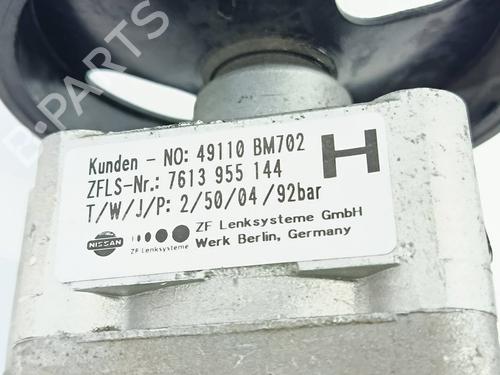 B-PARTS
Kunden - NO: 49110 BM702
ZFLS-Nr.: 7613 955 144
T/W/J/P: 2/50/04/92bar
H
NISSAN
ZF Lenksysteme
ZF Lenksysteme GmbH
Werk Berlin, Germany